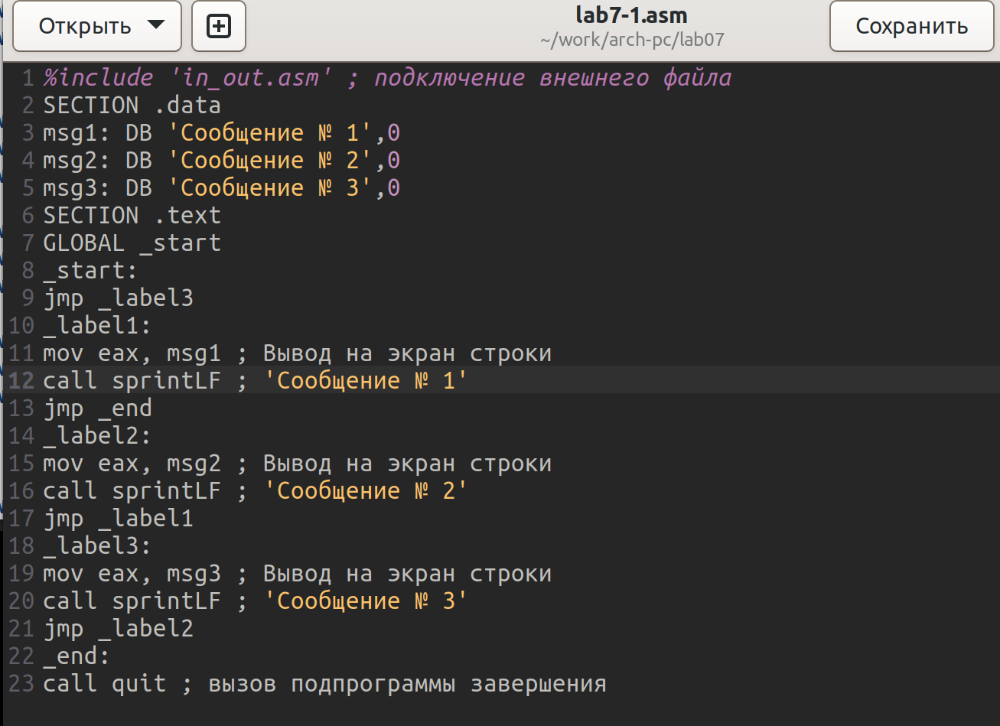 Открыть
lab7-1.asm
~/work/arch-pc/lab07
Сохранить
1 %include 'in_out.asm' ; подключение внешнего файла
2 SECTION .data
3 msg1: DB 'Сообщение № 1',0
4 msg2: DB 'Сообщение № 2',0
5 msg3: DB 'Сообщение № 3',0
6 SECTION .text
7 GLOBAL _start
8 _start:
9 jmp _label3
10 _label1:
11 mov eax, msg1 ; Вывод на экран строки
12 call sprintLF ; 'Сообщение № 1'
13 jmp _end
14 _label2:
15 mov eax, msg2 ; Вывод на экран строки
16 call sprintLF ; 'Сообщение № 2'
17 jmp _label1
18 _label3:
19 mov eax, msg3 ; Вывод на экран строки
20 call sprintLF ; 'Сообщение № 3'
21 jmp _label2
22 _end:
23 call quit ; вызов подпрограммы завершения